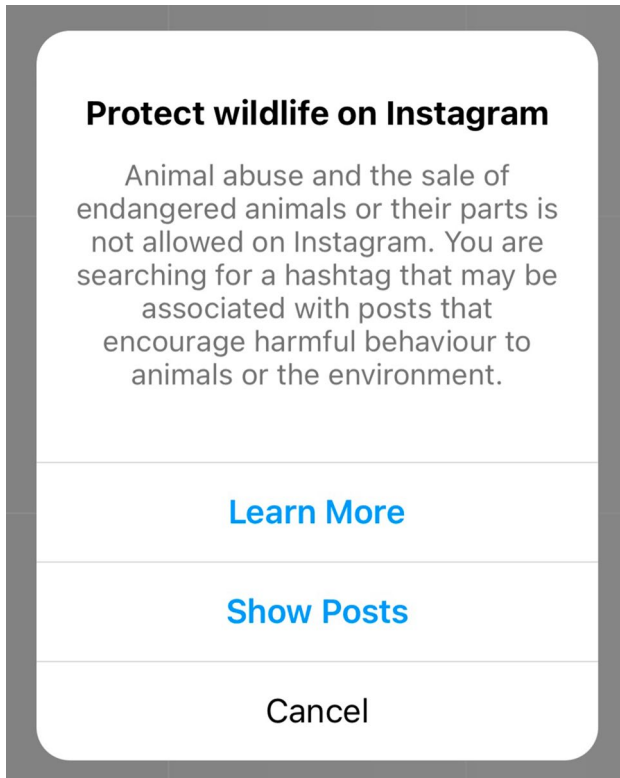 Protect wildlife on Instagram
Animal abuse and the sale of
endangered animals or their parts is
not allowed on Instagram. You are
searching for a hashtag that may be
associated with posts that
encourage harmful behaviour to
animals or the environment.
Learn More
Show Posts
Cancel